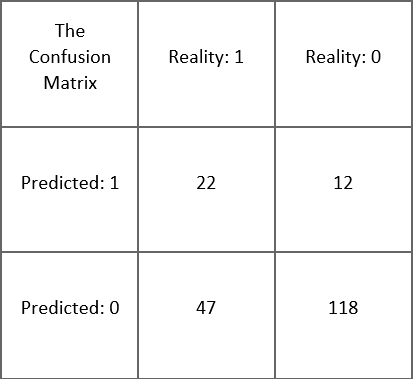 The
Confusion
Matrix
Reality: 1
Reality: 0
Predicted: 1
22
12
Predicted: 0
47
118